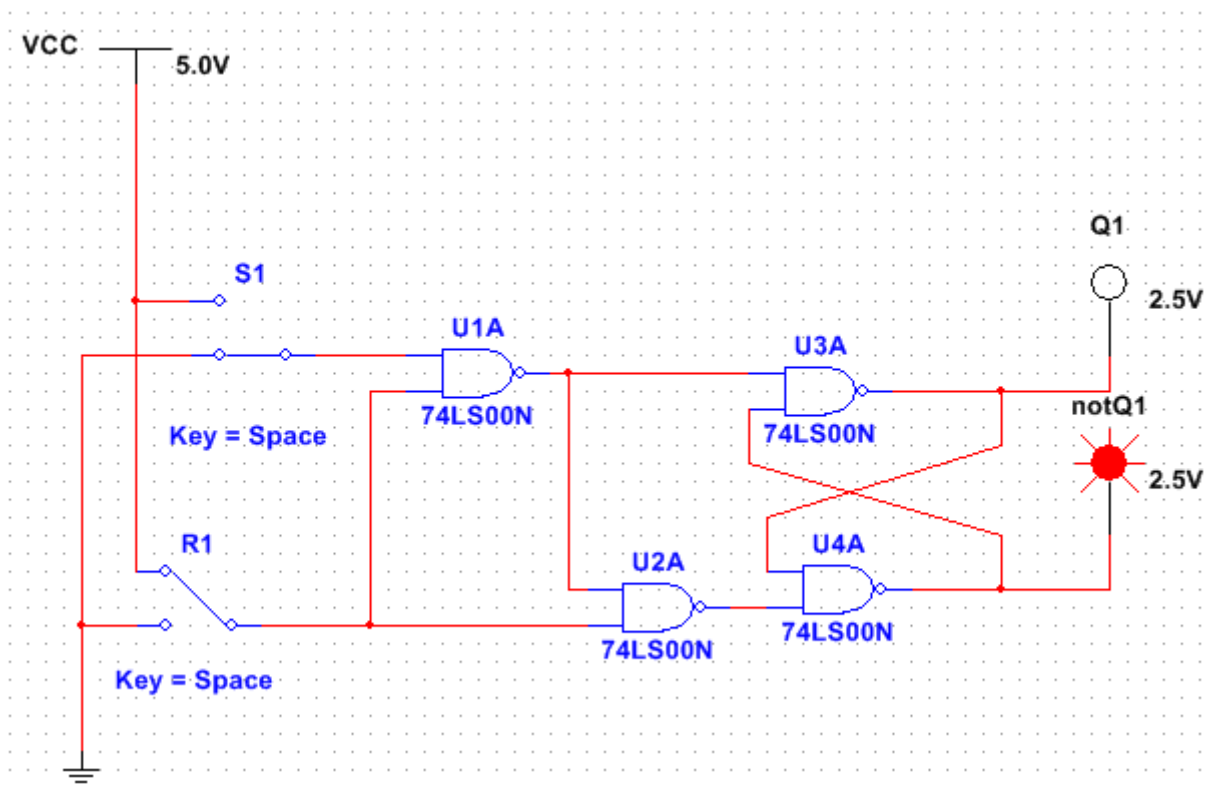 VCC
5.0V
Q1
S1
2.5V
U1A
U3A
74LS00N
notQ1
Key = Space
74LS00N
2.5V
R1
U2A
U4A
74LS00N
74LS00N
Key = Space